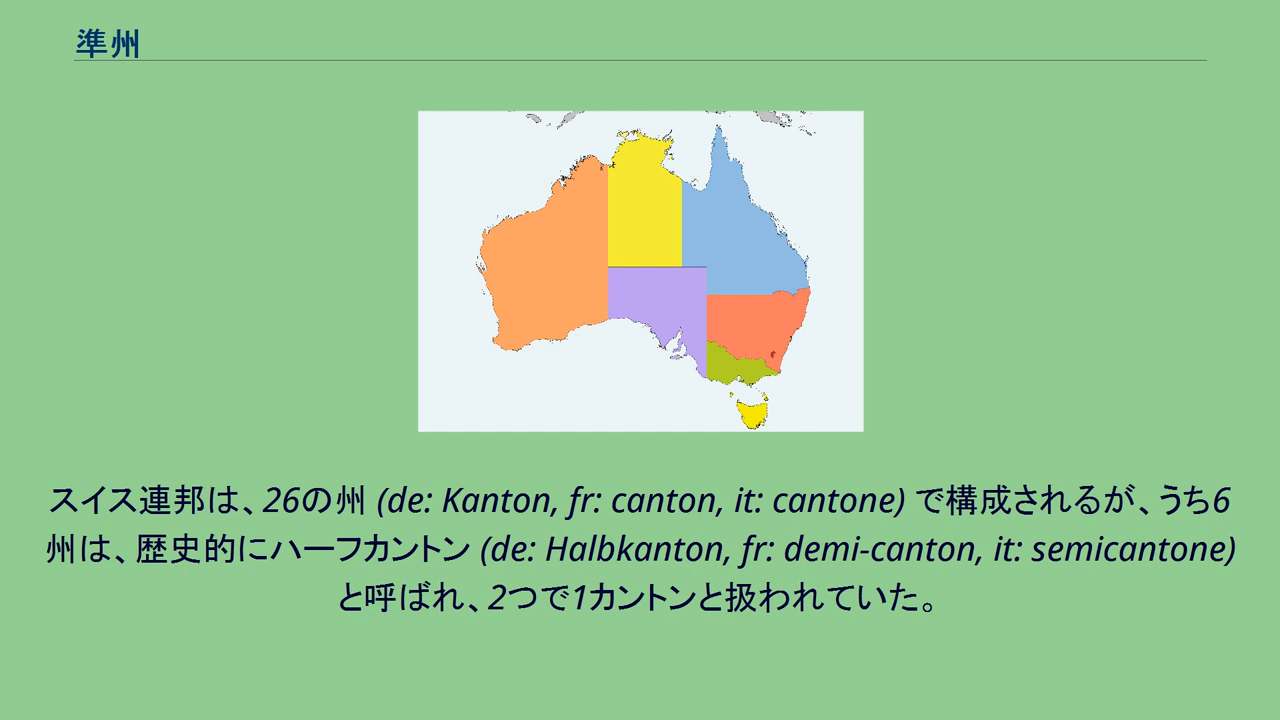 準州
スイス連邦は、26の州 (de: Kanton, fr: canton, it: cantone) で構成されるが、うち6
州は、歴史的にハーフカントン (de: Halbkanton, fr: demi-canton, it: semicantone)
と呼ばれ、2つで1カントンと扱われていた。